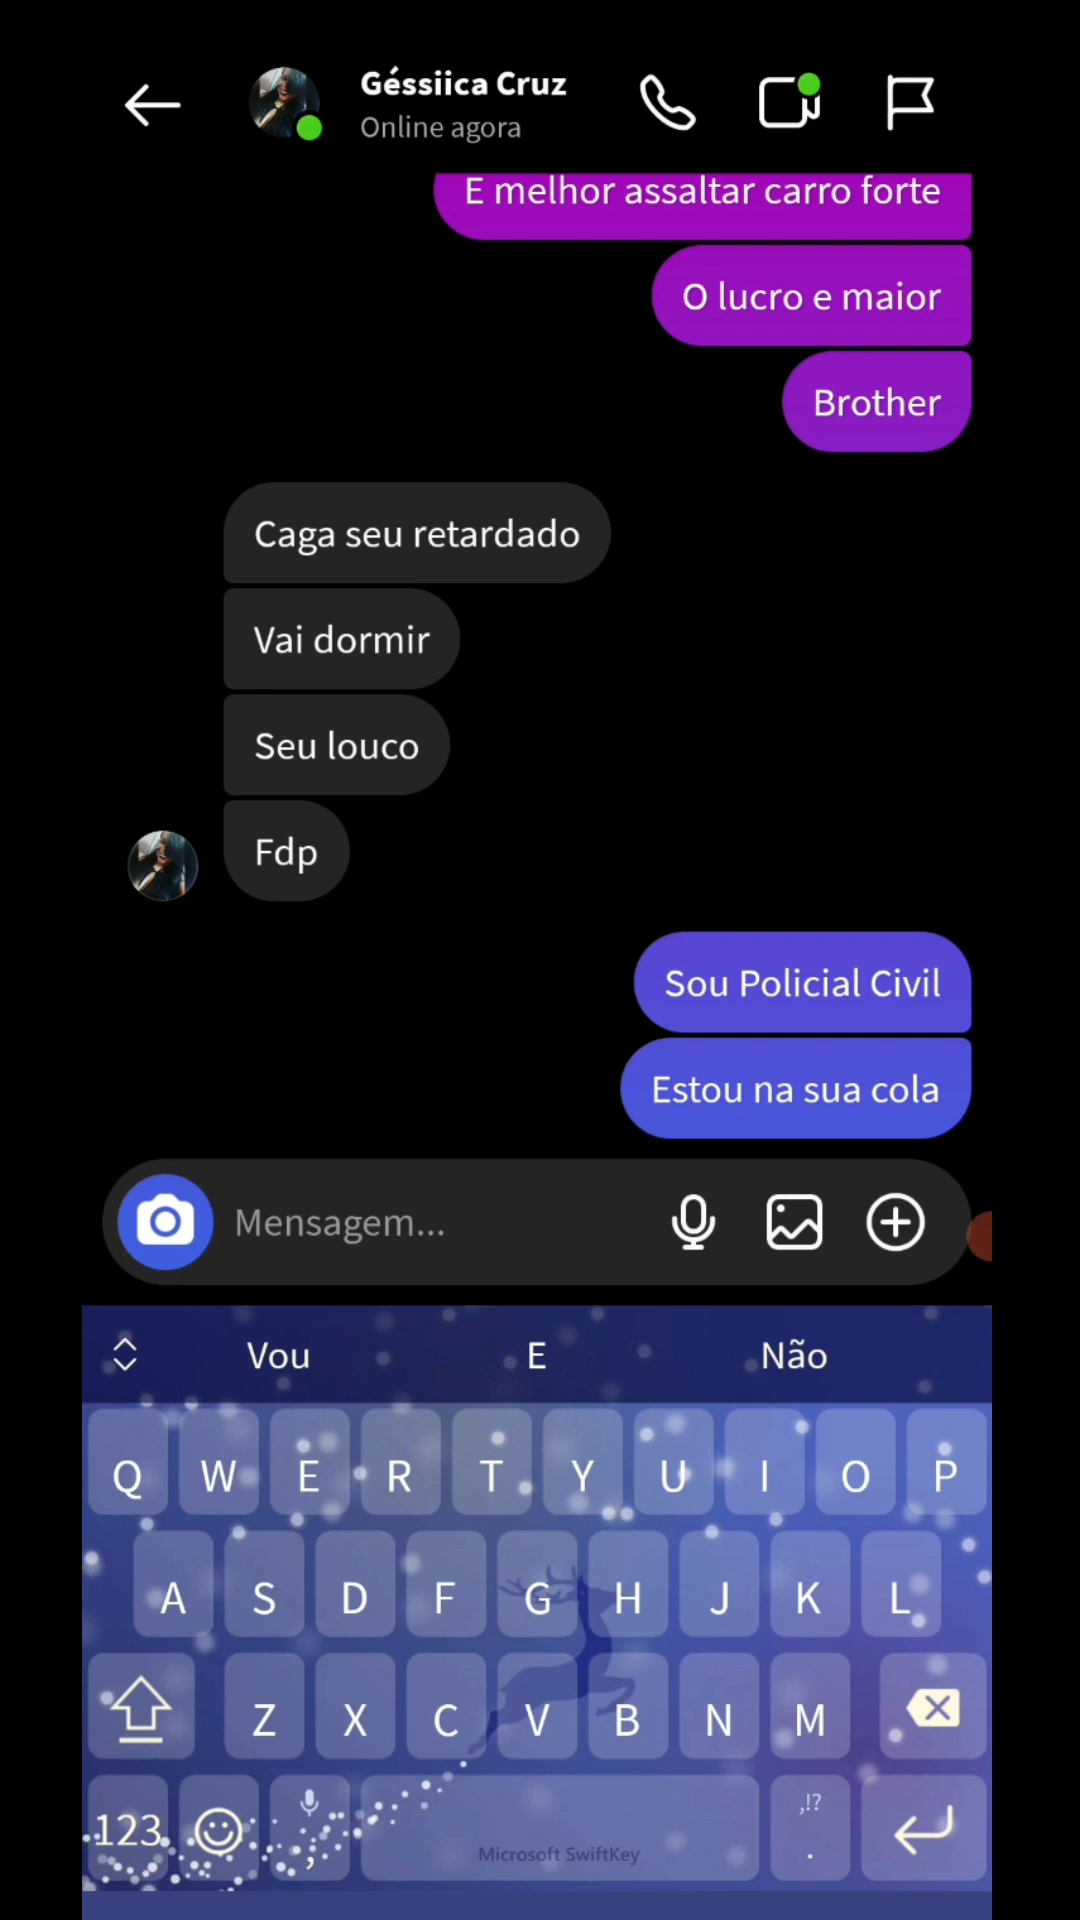 Géssiica Cruz
Online agora
E melhor assaltar carro forte
O lucro e maior
Brother
Caga seu retardado
Vai dormir
Seu louco
Fdp
Sou Policial Civil
Estou na sua cola
Mensagem...
Vou E Não
Q W E R T Y U I O P
A S D F G H J K L
Z X C V B N M
,!?
123 , Microsoft SwiftKey .